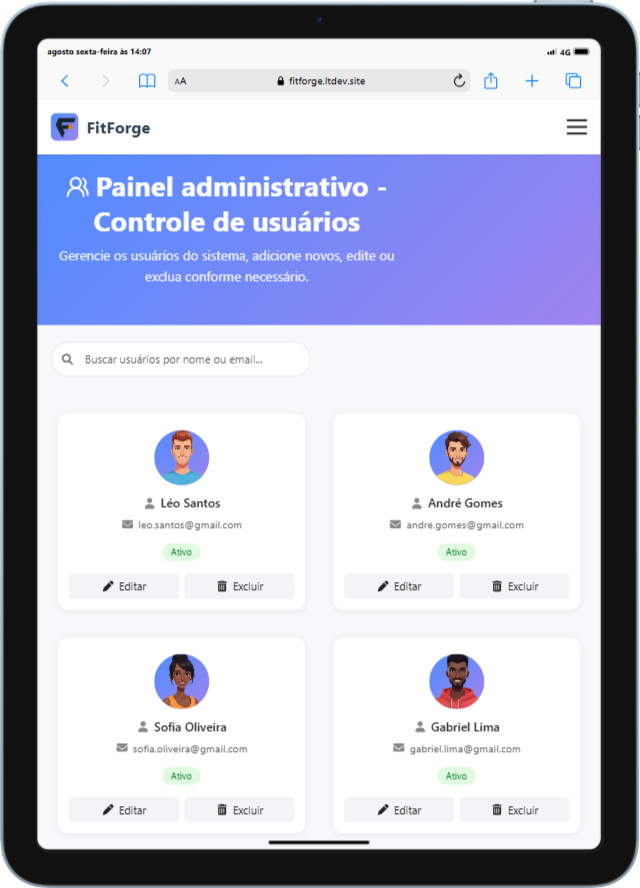 agosto sexta-feira às 14:07
4G
AA
fitforge.ltdev.site
FitForge
Painel administrativo -
Controle de usuários
Gerencie os usuários do sistema, adicione novos, edite ou
exclua conforme necessário.
Buscar usuários por nome ou email...
Léo Santos
leo.santos@gmail.com
Ativo
Editar
Excluir
André Gomes
andre.gomes@gmail.com
Ativo
Editar
Excluir
Sofia Oliveira
sofia.oliveira@gmail.com
Ativo
Editar
Excluir
Gabriel Lima
gabriel.lima@gmail.com
Ativo
Editar
Excluir